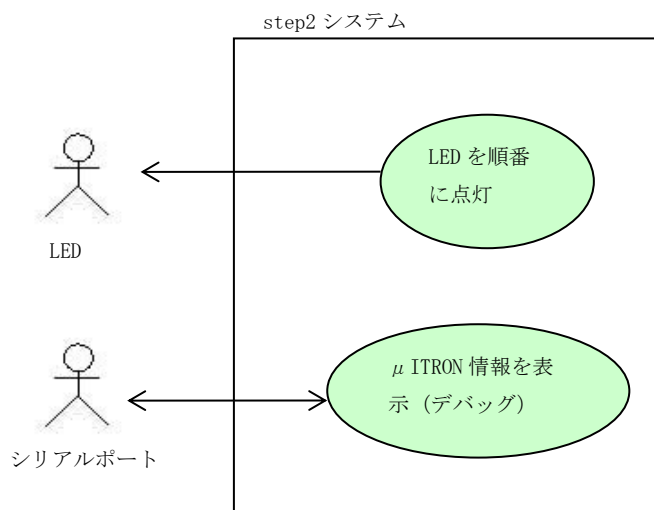 step2 システム
LED を順番
に点灯
LED
μ ITRON 情報を表
示 (デバッグ)
シリアルポート